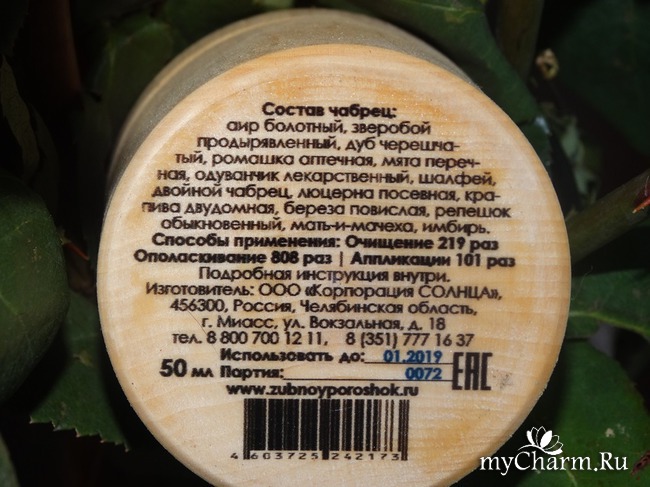 Состав чабрец:
аир болотный, зверобой
продырявленный, дуб черешча-
тый, ромашка аптечная, мята переч-
ная, одуванчик лекарственный, шалфей,
двойной чабрец, люцерна посевная, кра-
пива двудомная, береза повислая, репешок
обыкновенный, мать-и-мачеха, имбирь.
Способы применения: Очищение 219 раз
Ополаскивание 808 раз | Аппликации 101 раз
Подробная инструкция внутри.
Изготовитель: ООО «Корпорация СОЛНЦА»,
456300, Россия, Челябинская область,
г. Миасс, ул. Вокзальная, д. 18
тел. 8 800 700 12 11, 8 (351) 777 16 37
Использовать до: 01.2019
50 мл Партия: 0072 EAC
www.zubnoyporoshok.ru
4 603725 242173
myCharm.Ru